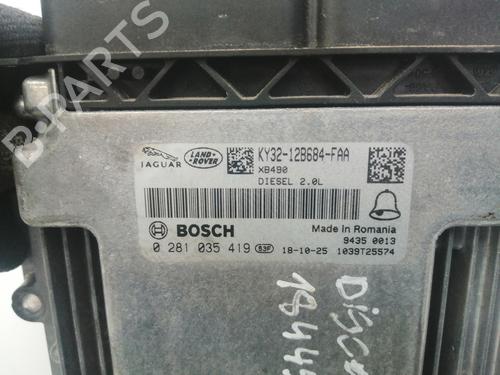 JAGUAR
LAND ROVER
KY32-12B684-FAA
XB490
DIESEL 2.0L
BOSCH
Made in Romania
9435 0013
0 281 035 419 63F 18-10-25 1039T25574